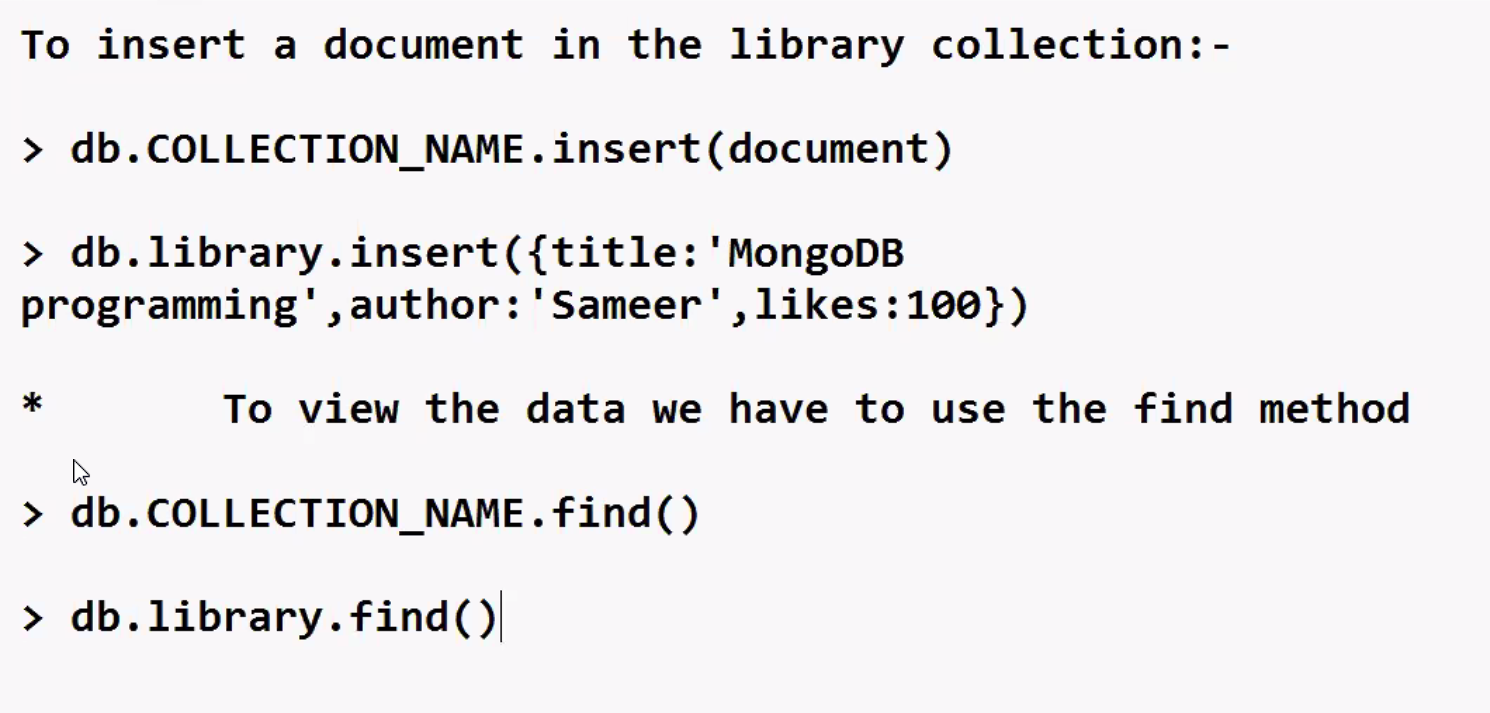 To insert a document in the library collection:-
> db.COLLECTION_NAME.insert(document)
> db.library.insert({title:'MongoDB
programming',author:'Sameer',likes:100})
* To view the data we have to use the find method
> db.COLLECTION_NAME.find()
> db.library.find()